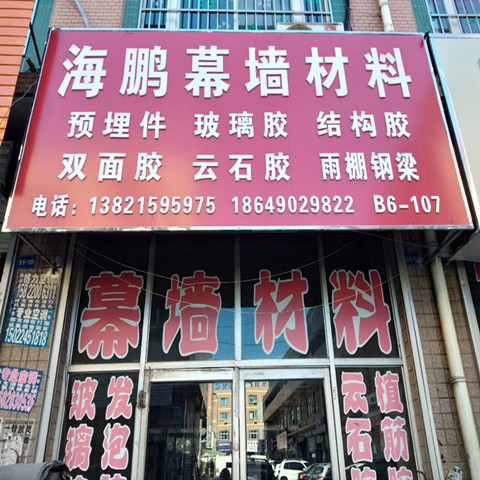 海鹏幕墙材料
预埋件 玻璃胶 结构胶
双面胶 云石胶 雨棚钢梁
电话：13821595975 18649029822 B6-107
幕墙材料
玻璃
发泡胶
云石
植筋
15022451818